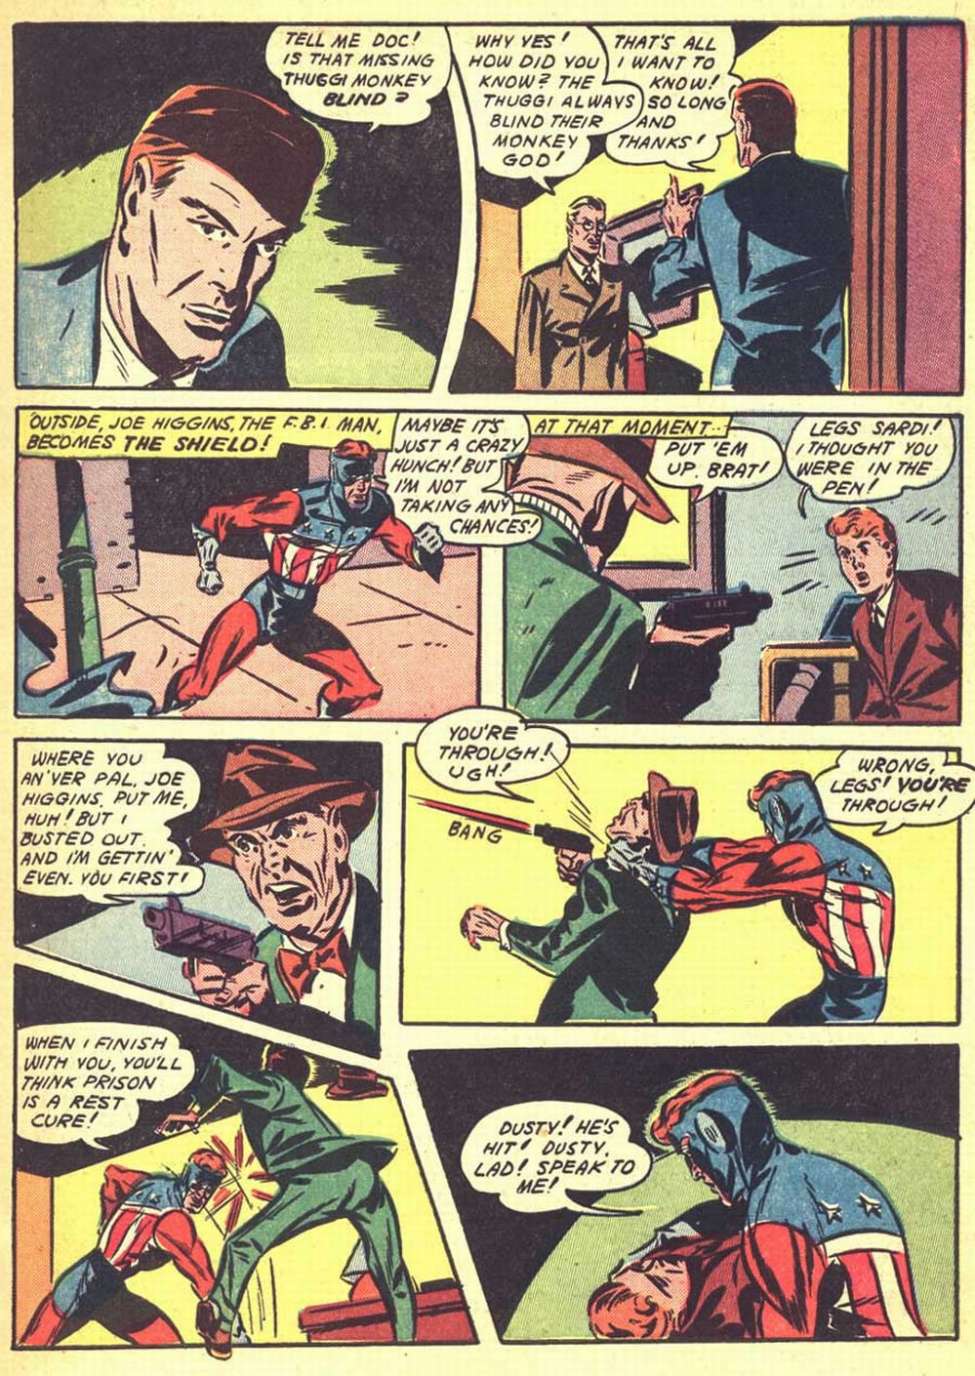 TELL ME DOC!
IS THAT MISSING
THUGGI MONKEY
BLIND?
WHY YES!
HOW DID YOU
KNOW? THE
THUGGI ALWAYS
BLIND THEIR
MONKEY
GOD!
THAT'S ALL
I WANT TO
KNOW!
SO LONG
AND
THANKS!
OUTSIDE, JOE HIGGINS, THE F.B.I. MAN,
BECOMES THE SHIELD!
MAYBE IT'S
JUST A CRAZY
HUNCH! BUT
I'M NOT
TAKING ANY
CHANCES!
AT THAT MOMENT--
PUT 'EM
UP, BRAT!
LEGS SARDI!
I THOUGHT YOU
WERE IN THE
PEN!
WHERE YOU
AN' VER PAL, JOE
HIGGINS, PUT ME,
HUH! BUT I
BUSTED OUT.
AND I'M GETTIN'
EVEN. YOU FIRST!
YOU'RE
THROUGH!
UGH!
BANG
WRONG,
LEGS! YOU'RE
THROUGH!
WHEN I FINISH
WITH YOU, YOU'LL
THINK PRISON
IS A REST
CURE!
DUSTY! HE'S
HIT! DUSTY,
LAD! SPEAK TO
ME!